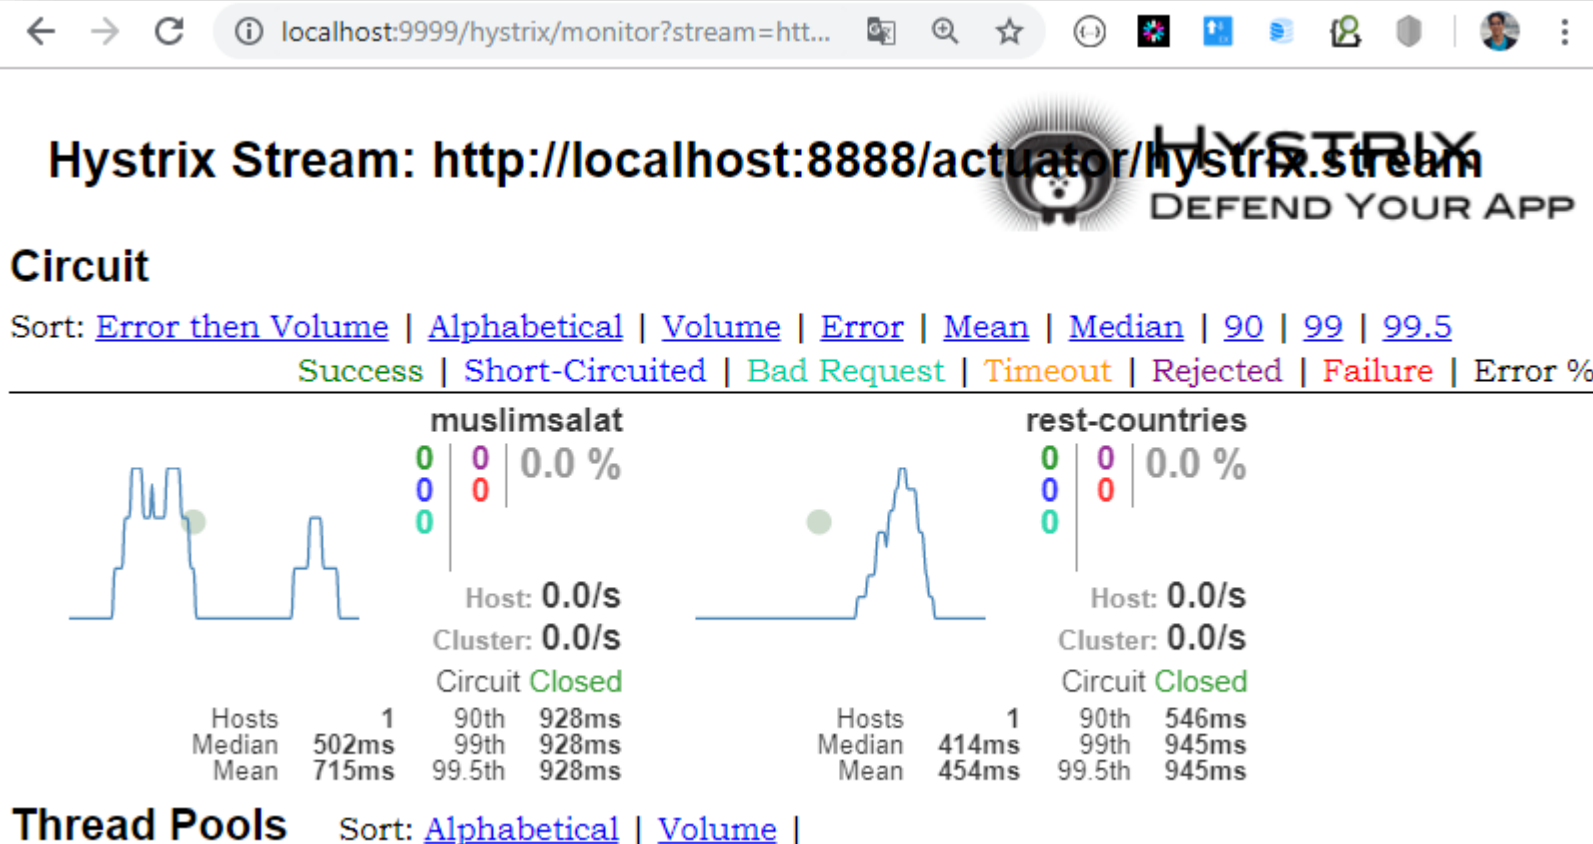 localhost:9999/hystrix/monitor?stream=htt...
Hystrix Stream: http://localhost:8888/actuator/hystrix.stream
HYSTRIX
DEFEND YOUR APP
Circuit
Sort: Error then Volume | Alphabetical | Volume | Error | Mean | Median | 90 | 99 | 99.5
Success | Short-Circuited | Bad Request | Timeout | Rejected | Failure | Error %
muslimsalat
0 0 0.0 %
0 0
0
Host: 0.0/s
Cluster: 0.0/s
Circuit Closed
Hosts 1 90th 928ms
Median 502ms 99th 928ms
Mean 715ms 99.5th 928ms
rest-countries
0 0 0.0 %
0 0
0
Host: 0.0/s
Cluster: 0.0/s
Circuit Closed
Hosts 1 90th 546ms
Median 414ms 99th 945ms
Mean 454ms 99.5th 945ms
Thread Pools Sort: Alphabetical | Volume |